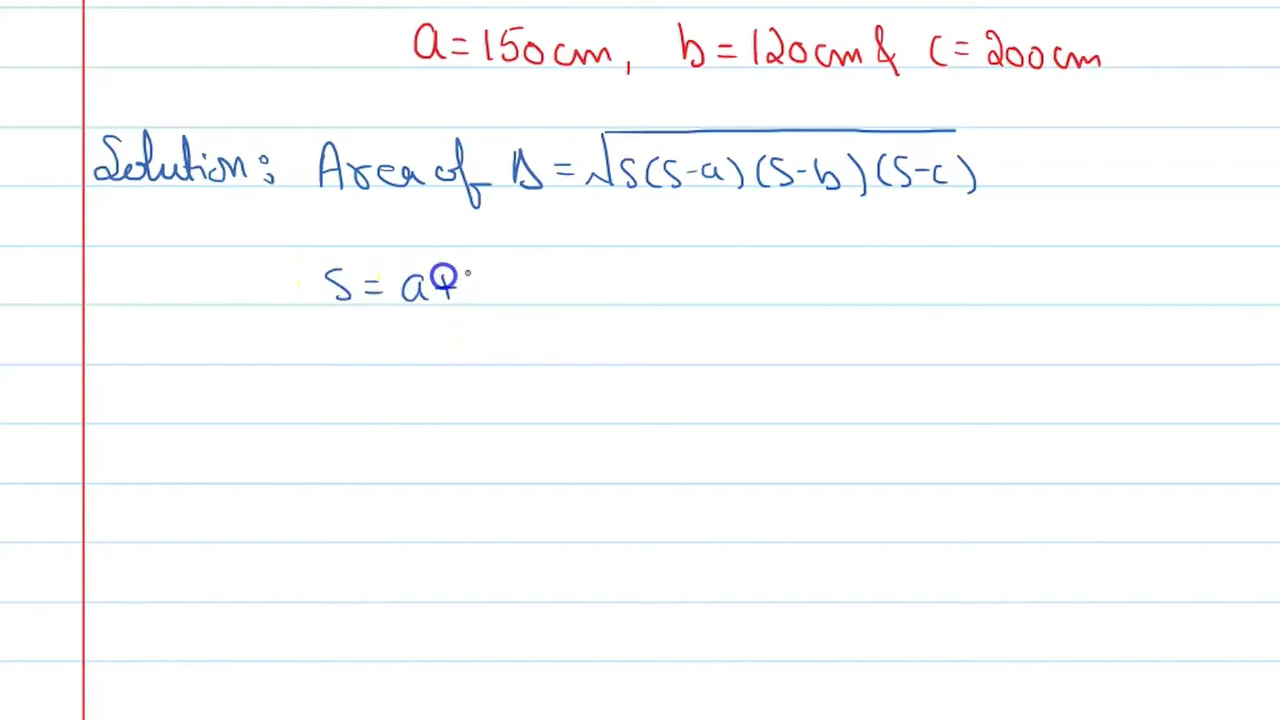 a = 150 cm, b = 120 cm & c = 200 cm
Solution: Area of Δ = √S(S-a)(S-b)(S-c)
S = a+